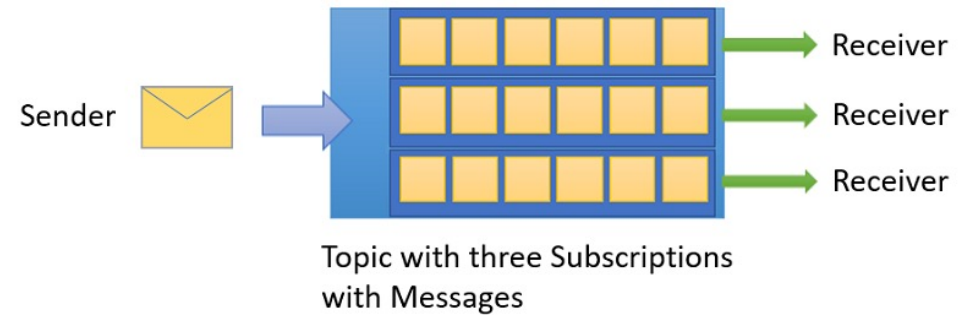 Sender
Receiver
Receiver
Receiver
Topic with three Subscriptions
with Messages